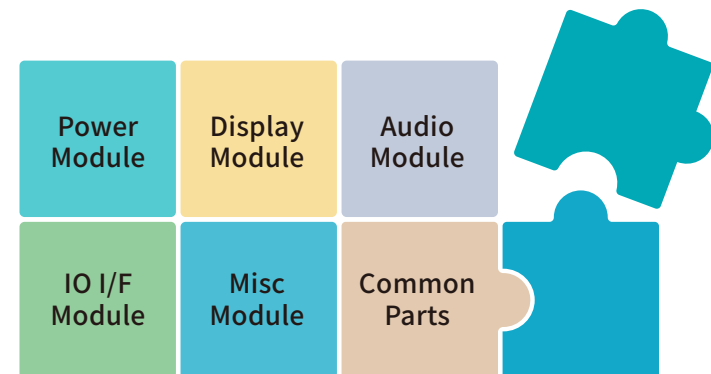 Power
Module
Display
Module
Audio
Module
IO I/F
Module
Misc
Module
Common
Parts